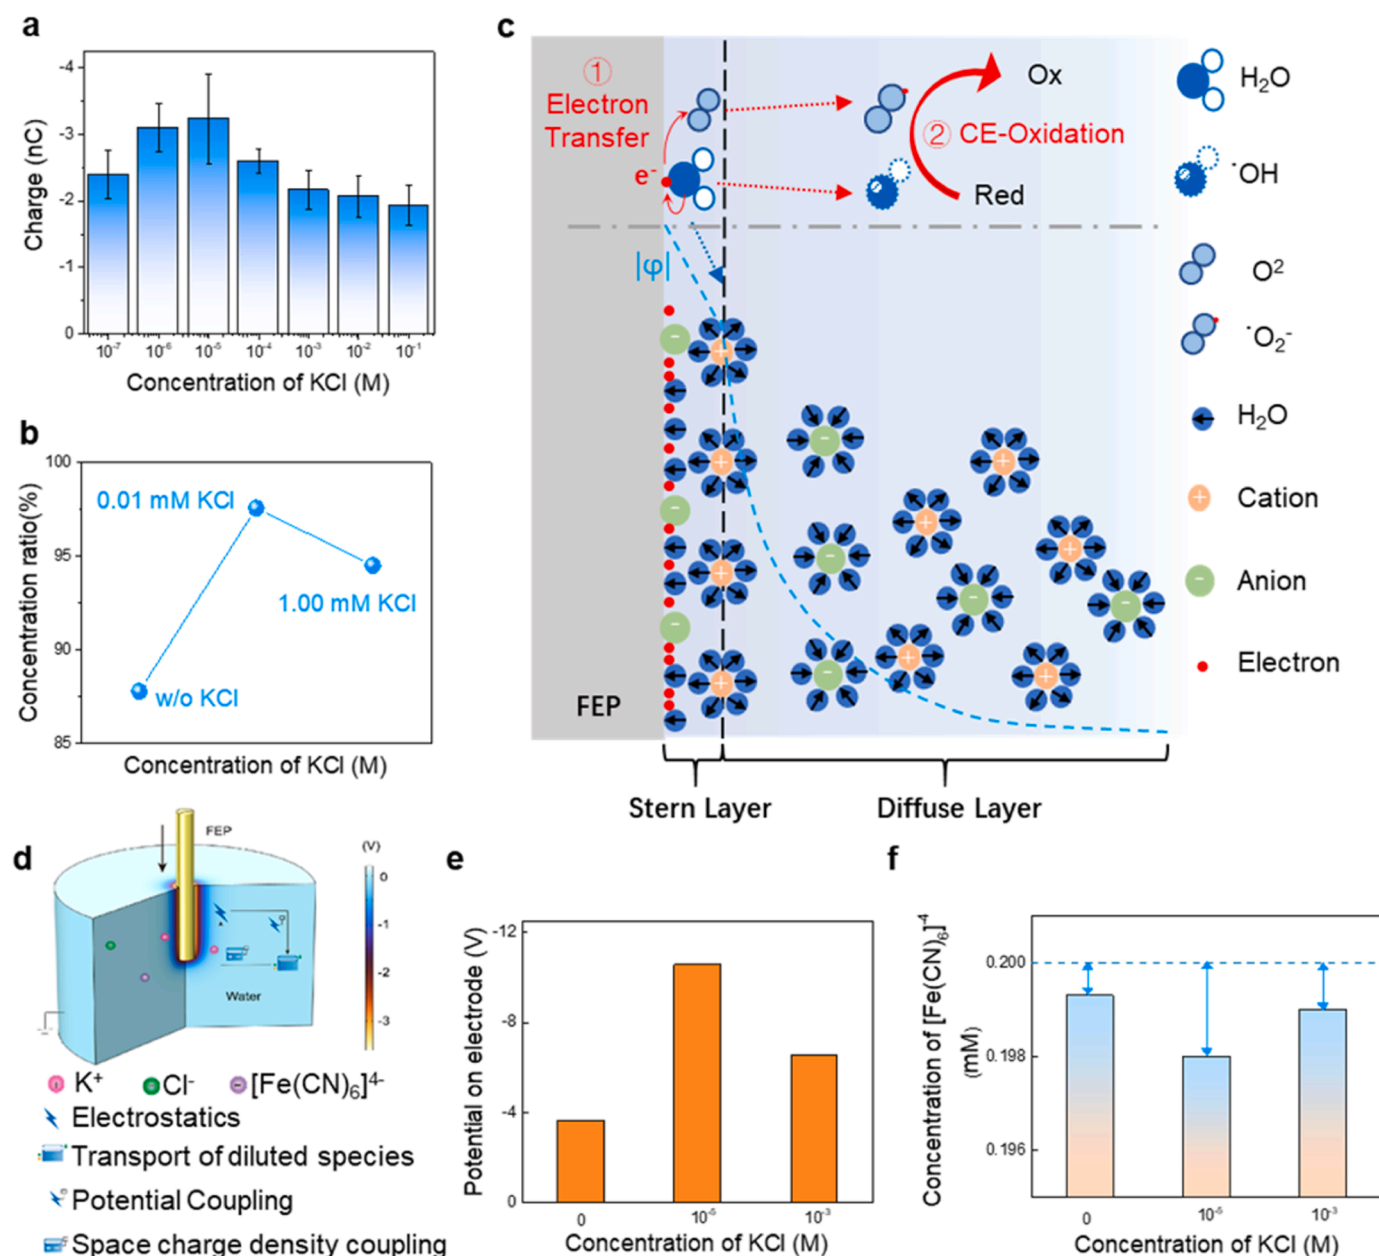 a
-4
-3
-2
-1
0
Charge (nC)
10-7 10-6 10-5 10-4 10-3 10-2 10-1
Concentration of KCl (M)
b
100
95
90
85
Concentration ratio(%)
0.01 mM KCl
1.00 mM KCl
w/o KCl
Concentration of KCl (M)
c
①
Electron
Transfer
e-
Ox
② CE-Oxidation
Red
|φ|
FEP
Stern Layer
Diffuse Layer
H2O
·OH
O2
·O2-
H2O
Cation
Anion
Electron
d
FEP
(V)
0
-1
-2
-3
Water
K+ Cl- [Fe(CN)6]4-
Electrostatics
Transport of diluted species
Potential Coupling
Space charge density coupling
e
-12
-8
-4
0
Potential on electrode (V)
0 10-5 10-3
Concentration of KCl (M)
f
0.200
0.198
0.196
Concentration of [Fe(CN)6]-4
(mM)
0 10-5 10-3
Concentration of KCl (M)